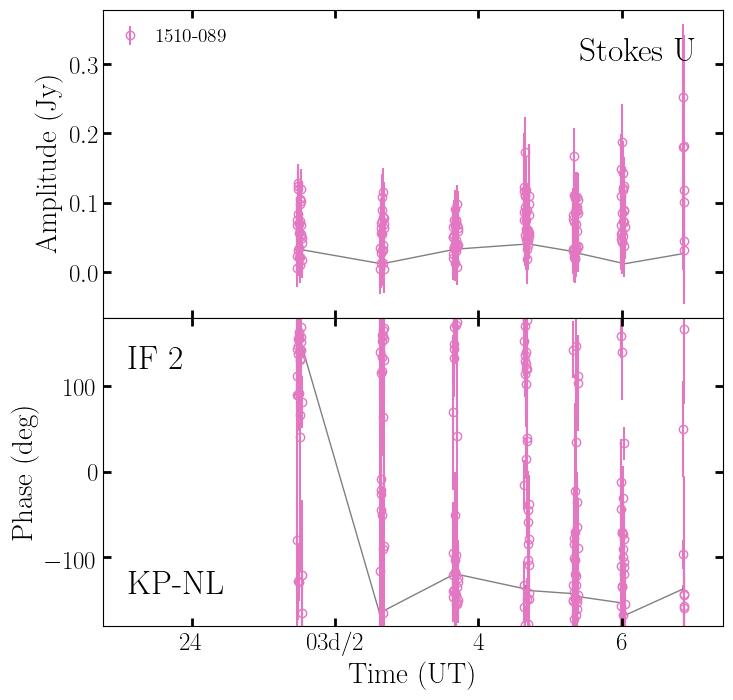 1510-089
Stokes U
Amplitude (Jy)
0.3
0.2
0.1
0.0
IF 2
Phase (deg)
100
0
−100
KP-NL
24
03d/2
4
6
Time (UT)